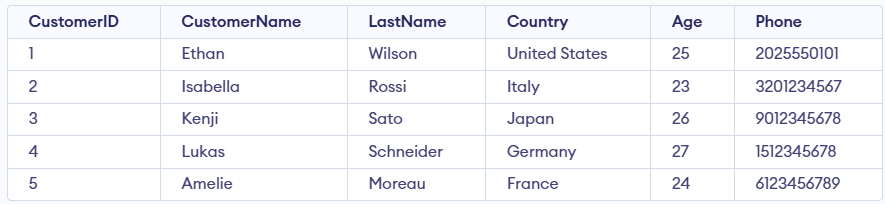 CustomerID CustomerName LastName Country Age Phone
1 Ethan Wilson United States 25 2025550101
2 Isabella Rossi Italy 23 3201234567
3 Kenji Sato Japan 26 9012345678
4 Lukas Schneider Germany 27 1512345678
5 Amelie Moreau France 24 6123456789